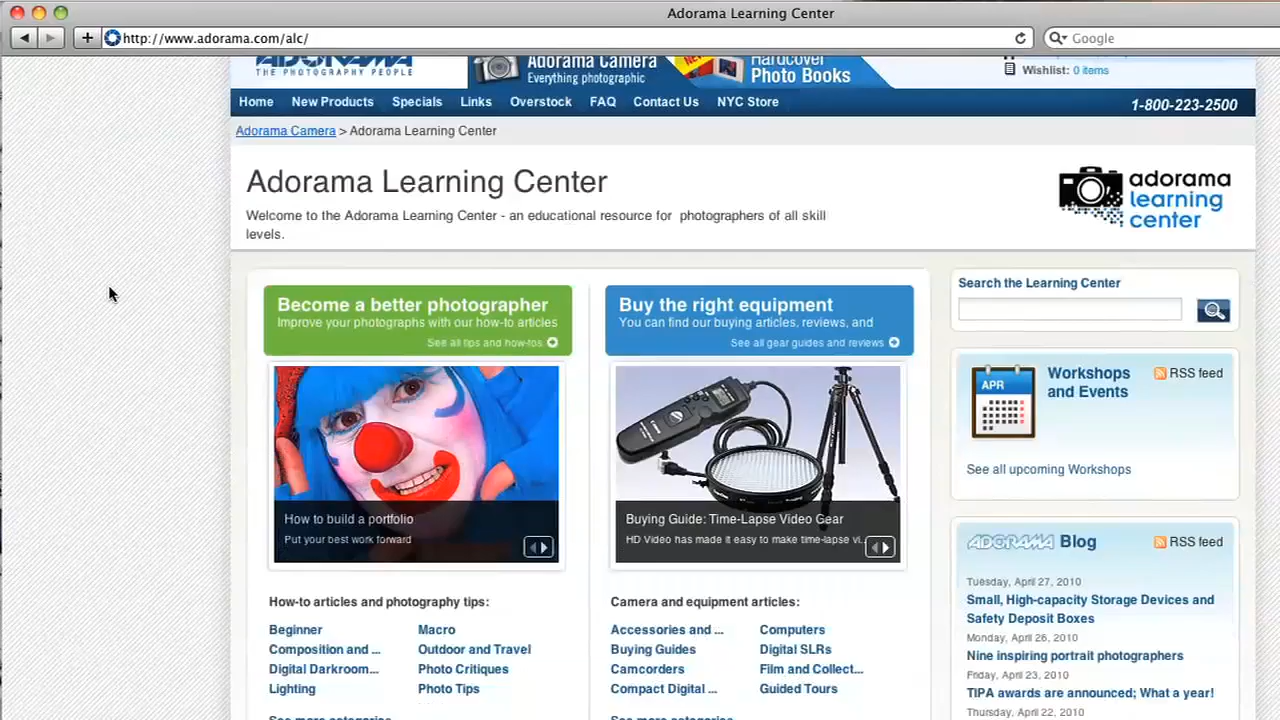 Adorama Learning Center
http://www.adorama.com/alc/
Google
ADORAMA
THE PHOTOGRAPHY PEOPLE
Adorama Camera
Everything photographic
NEW
Hardcover
Photo Books
Wishlist: 0 items
Home New Products Specials Links Overstock FAQ Contact Us NYC Store
1-800-223-2500
Adorama Camera > Adorama Learning Center
Adorama Learning Center
Welcome to the Adorama Learning Center - an educational resource for photographers of all skill
levels.
adorama
learning
center
Become a better photographer
Improve your photographs with our how-to articles
See all tips and how-tos
How to build a portfolio
Put your best work forward
How-to articles and photography tips:
Beginner Macro
Composition and ... Outdoor and Travel
Digital Darkroom... Photo Critiques
Lighting Photo Tips
See more categories
Buy the right equipment
You can find our buying articles, reviews, and
See all gear guides and reviews
Buying Guide: Time-Lapse Video Gear
HD Video has made it easy to make time-lapse vi...
Camera and equipment articles:
Accessories and ... Computers
Buying Guides Digital SLRs
Camcorders Film and Collect...
Compact Digital ... Guided Tours
See more categories
Search the Learning Center
APR
Workshops
and Events
RSS feed
See all upcoming Workshops
ADORAMA Blog
RSS feed
Tuesday, April 27, 2010
Small, High-capacity Storage Devices and
Safety Deposit Boxes
Monday, April 26, 2010
Nine inspiring portrait photographers
Friday, April 23, 2010
TIPA awards are announced; What a year!
Thursday, April 22, 2010